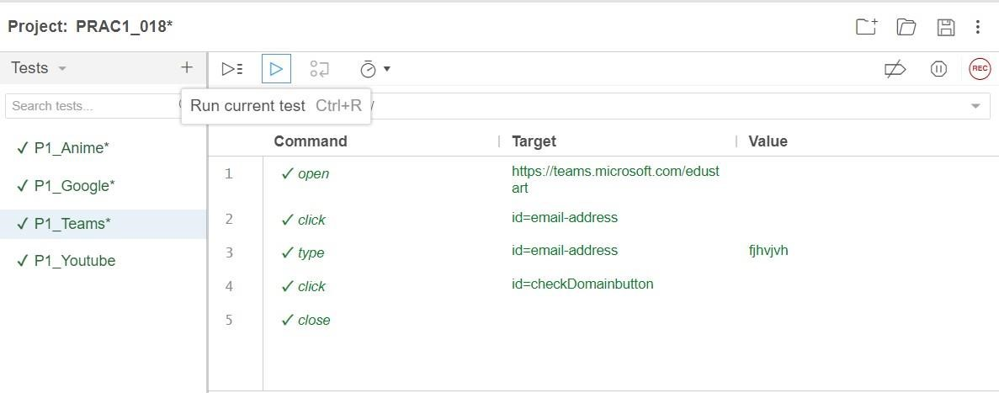 Project: PRAC1_018*
Tests
REC
Search tests...
Run current test Ctrl+R
/
Command Target Value
✓ P1_Anime*
✓ P1_Google*
✓ P1_Teams*
✓ P1_Youtube
1 ✓ open https://teams.microsoft.com/edust
art
2 ✓ click id=email-address
3 ✓ type id=email-address fjhvjvh
4 ✓ click id=checkDomainbutton
5 ✓ close